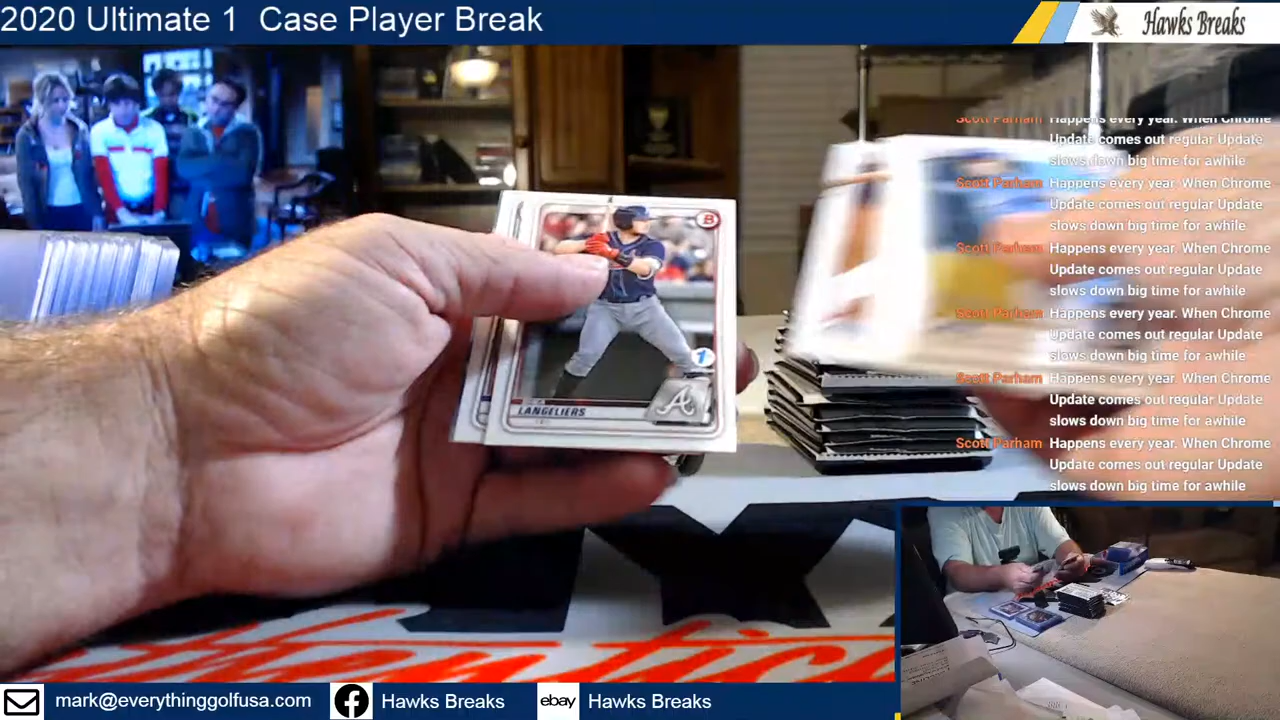 2020 Ultimate 1 Case Player Break
Hawks Breaks
Scott Parham Happens every year. When Chrome
Update comes out regular Update
slows down big time for awhile
Scott Parham Happens every year. When Chrome
Update comes out regular Update
slows down big time for awhile
Scott Parham Happens every year. When Chrome
Update comes out regular Update
slows down big time for awhile
Scott Parham Happens every year. When Chrome
Update comes out regular Update
slows down big time for awhile
Scott Parham Happens every year. When Chrome
Update comes out regular Update
slows down big time for awhile
Scott Parham Happens every year. When Chrome
Update comes out regular Update
slows down big time for awhile
B
1
LANGELIERS
A
mark@everythinggolfusa.com
Hawks Breaks
ebay
Hawks Breaks